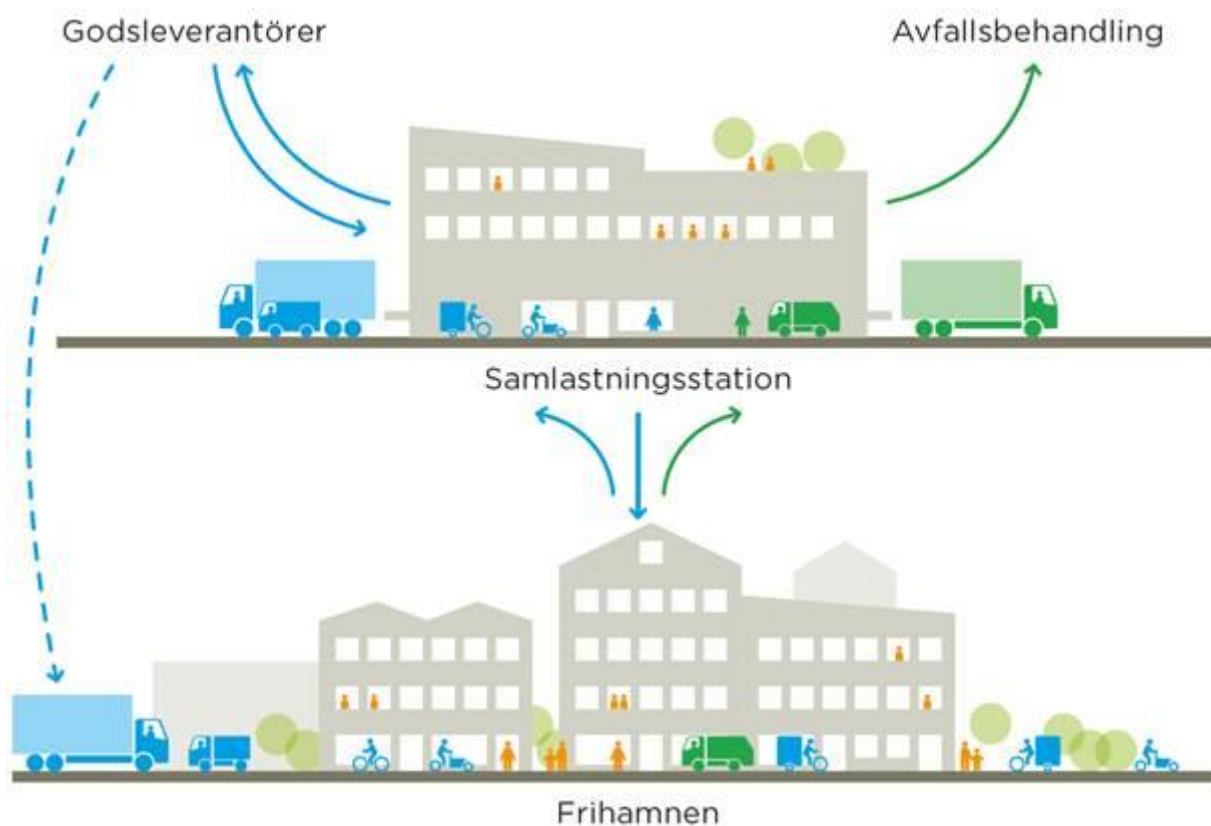 Godsleverantörer
Avfallsbehandling
Samlastningsstation
Frihamnen